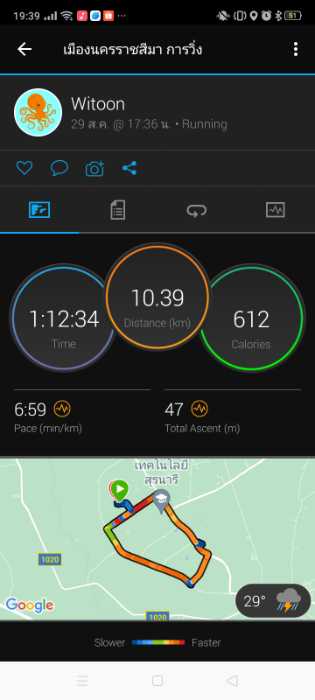 19:39
51
เมืองนครราชสีมา การวิ่ง
Witoon
29 ส.ค. @ 17:36 น. • Running
1:12:34
Time
10.39
Distance (km)
612
Calories
6:59
Pace (min/km)
47
Total Ascent (m)
เทคโนโลยี
สุรนารี
1020
1020
Google
29°
Slower
Faster